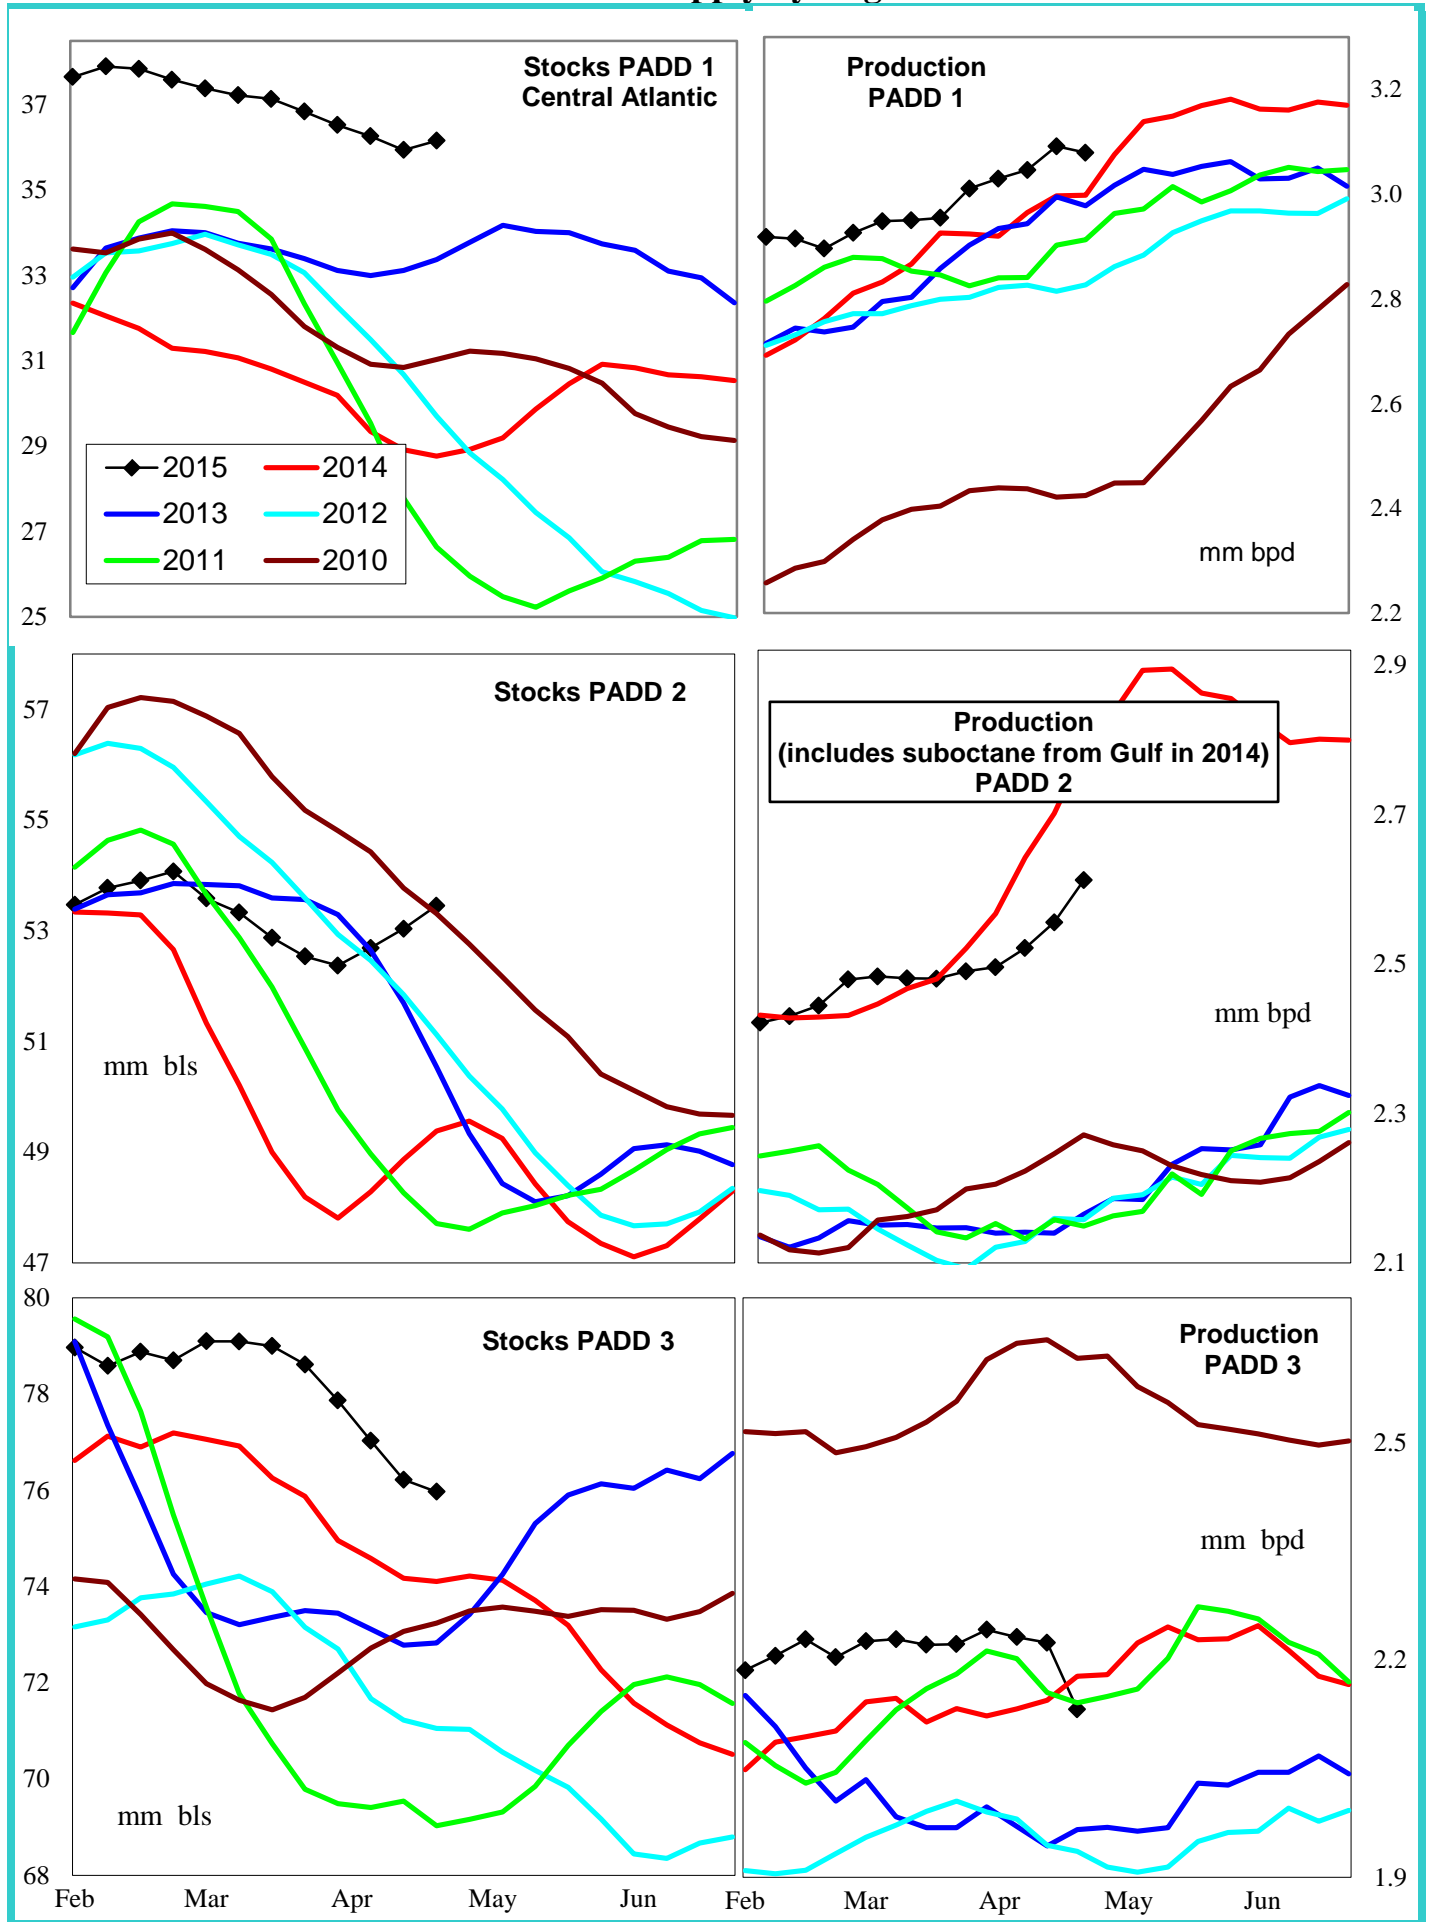 Stocks PADD 1
Central Atlantic
37
35
33
31
29
27
25
2015
2014
2013
2012
2011
2010
Production
PADD 1
mm bpd
3.2
3.0
2.8
2.6
2.4
2.2
Stocks PADD 2
57
55
53
51
49
47
mm bls
Production
(includes suboctane from Gulf in 2014)
PADD 2
mm bpd
2.9
2.7
2.5
2.3
2.1
Stocks PADD 3
80
78
76
74
72
70
68
mm bls
Feb
Mar
Apr
May
Jun
Production
PADD 3
mm bpd
2.5
2.2
1.9
Feb
Mar
Apr
May
Jun